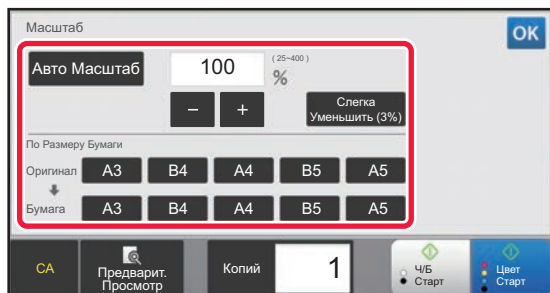 Масштаб
OK
Авто Масштаб
100
(25~400)
%
−
+
Слегка
Уменьшить (3%)
По Размеру Бумаги
Оригинал
A3
B4
A4
B5
A5
Бумага
A3
B4
A4
B5
A5
CA
Предварит.
Просмотр
Копий
1
Ч/Б
Старт
Цвет
Старт